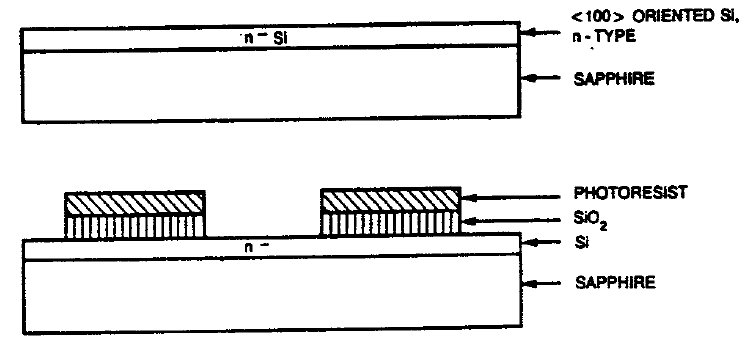 <100> ORIENTED Si,
n-TYPE
n- Si
SAPPHIRE
PHOTORESIST
SiO2
n-
Si
SAPPHIRE